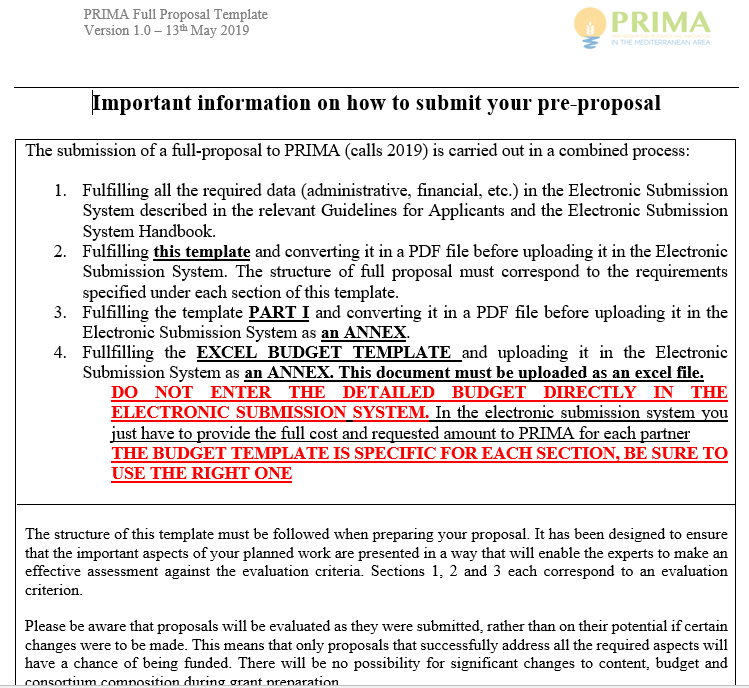 PRIMA Full Proposal Template
Version 1.0 – 13th May 2019
PRIMA
IN THE MEDITERRANEAN AREA
Important information on how to submit your pre-proposal
The submission of a full-proposal to PRIMA (calls 2019) is carried out in a combined process:
1. Fulfilling all the required data (administrative, financial, etc.) in the Electronic Submission
System described in the relevant Guidelines for Applicants and the Electronic Submission
System Handbook.
2. Fulfilling this template and converting it in a PDF file before uploading it in the Electronic
Submission System. The structure of full proposal must correspond to the requirements
specified under each section of this template.
3. Fulfilling the template PART I and converting it in a PDF file before uploading it in the
Electronic Submission System as an ANNEX.
4. Fullfilling the EXCEL BUDGET TEMPLATE and uploading it in the Electronic
Submission System as an ANNEX. This document must be uploaded as an excel file.
DO NOT ENTER THE DETAILED BUDGET DIRECTLY IN THE
ELECTRONIC SUBMISSION SYSTEM. In the electronic submission system you
just have to provide the full cost and requested amount to PRIMA for each partner
THE BUDGET TEMPLATE IS SPECIFIC FOR EACH SECTION, BE SURE TO
USE THE RIGHT ONE
The structure of this template must be followed when preparing your proposal. It has been designed to ensure
that the important aspects of your planned work are presented in a way that will enable the experts to make an
effective assessment against the evaluation criteria. Sections 1, 2 and 3 each correspond to an evaluation
criterion.
Please be aware that proposals will be evaluated as they were submitted, rather than on their potential if certain
changes were to be made. This means that only proposals that successfully address all the required aspects will
have a chance of being funded. There will be no possibility for significant changes to content, budget and
consortium composition during grant preparation.